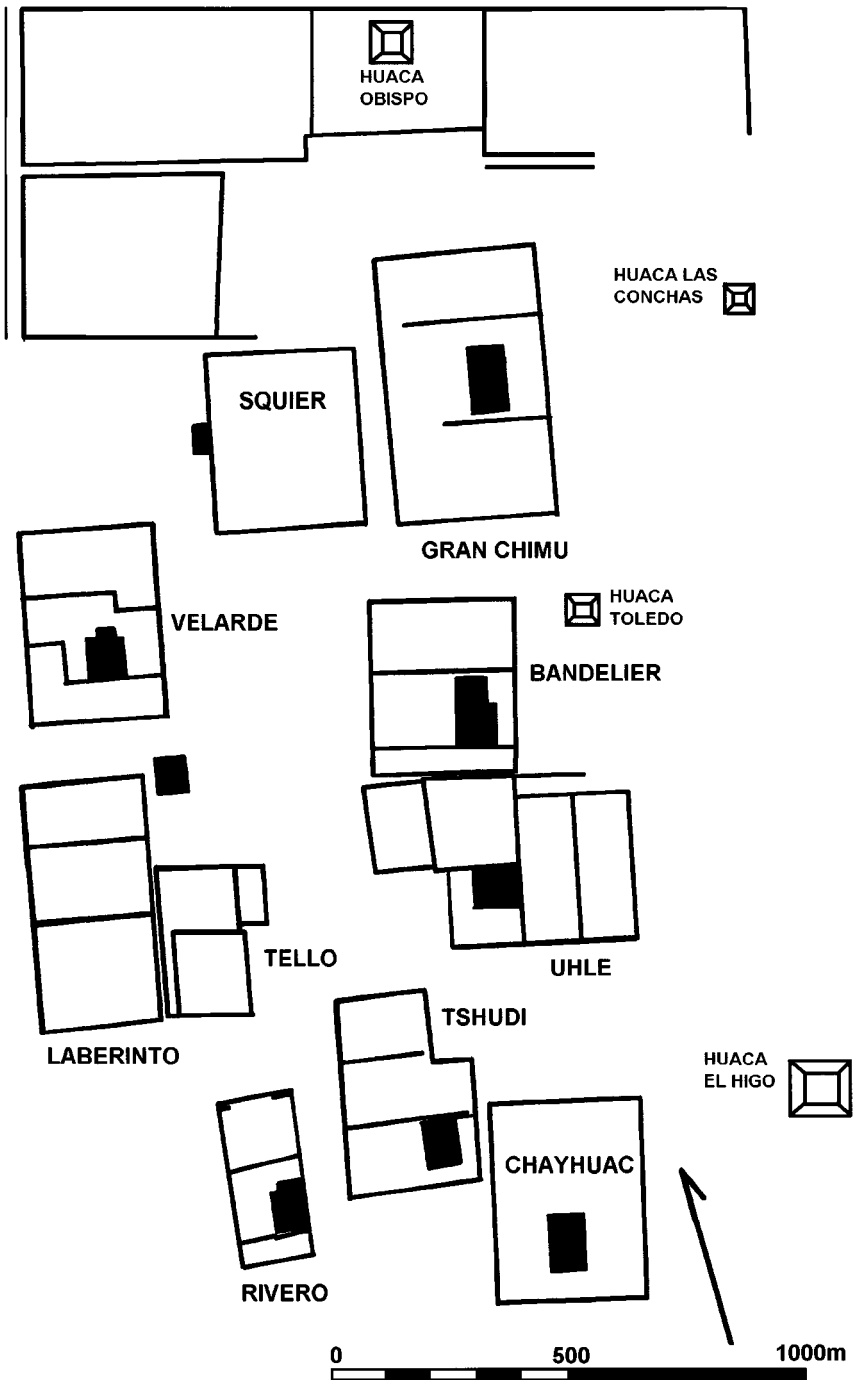 HUACA
OBISPO
HUACA LAS
CONCHAS
SQUIER
GRAN CHIMU
HUACA
TOLEDO
VELARDE
BANDELIER
TELLO
UHLE
TSHUDI
LABERINTO
HUACA
EL HIGO
CHAYHUAC
RIVERO
0 500 1000m